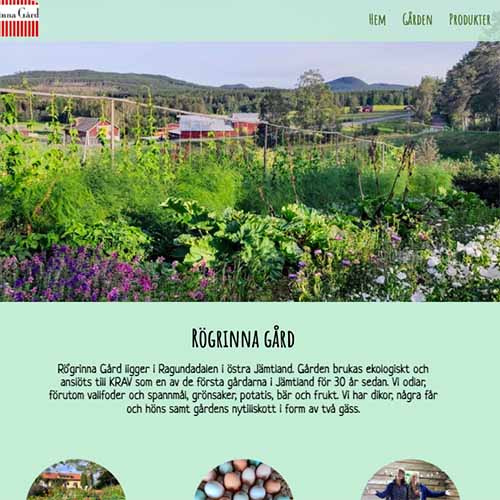 inna Gård
Hem GÅrden Produkter
Rögrinna gård
Rögrinna Gård ligger i Ragundadalen i östra Jämtland. Gården brukas ekologiskt och
ansiöts till KRAV som en av de första gårdarna i Jämtland för 30 år sedan. Vi odlar,
förutom vallfoder och spannmål, grönsaker, potatis, bär och frukt. Vi har dikor, några får
och höns samt gårdens nytillskott i form av två gäss.